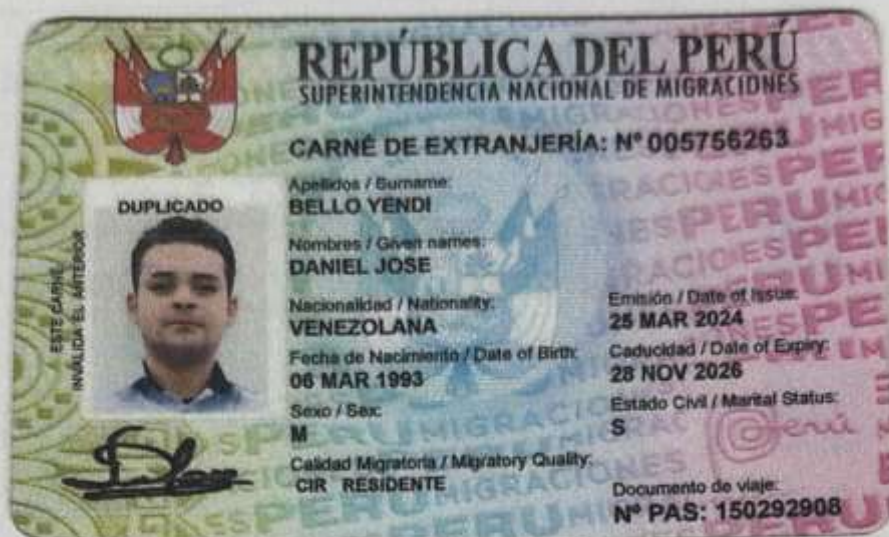 REPÚBLICA DEL PERÚ
SUPERINTENDENCIA NACIONAL DE MIGRACIONES
CARNÉ DE EXTRANJERÍA: Nº 005756263
Apellidos / Surname:
BELLO YENDI
DUPLICADO
Nombres / Given names:
DANIEL JOSE
ESTE CARNÉ
INVALIDA EL ANTERIOR
Nacionalidad / Nationality:
VENEZOLANA
Emisión / Date of Issue:
25 MAR 2024
Fecha de Nacimiento / Date of Birth:
06 MAR 1993
Caducidad / Date of Expiry:
28 NOV 2026
Sexo / Sex:
M
Estado Civil / Marital Status:
S
Perú
Calidad Migratoria / Migratory Quality:
CIR RESIDENTE
Documento de viaje:
Nº PAS: 150292908